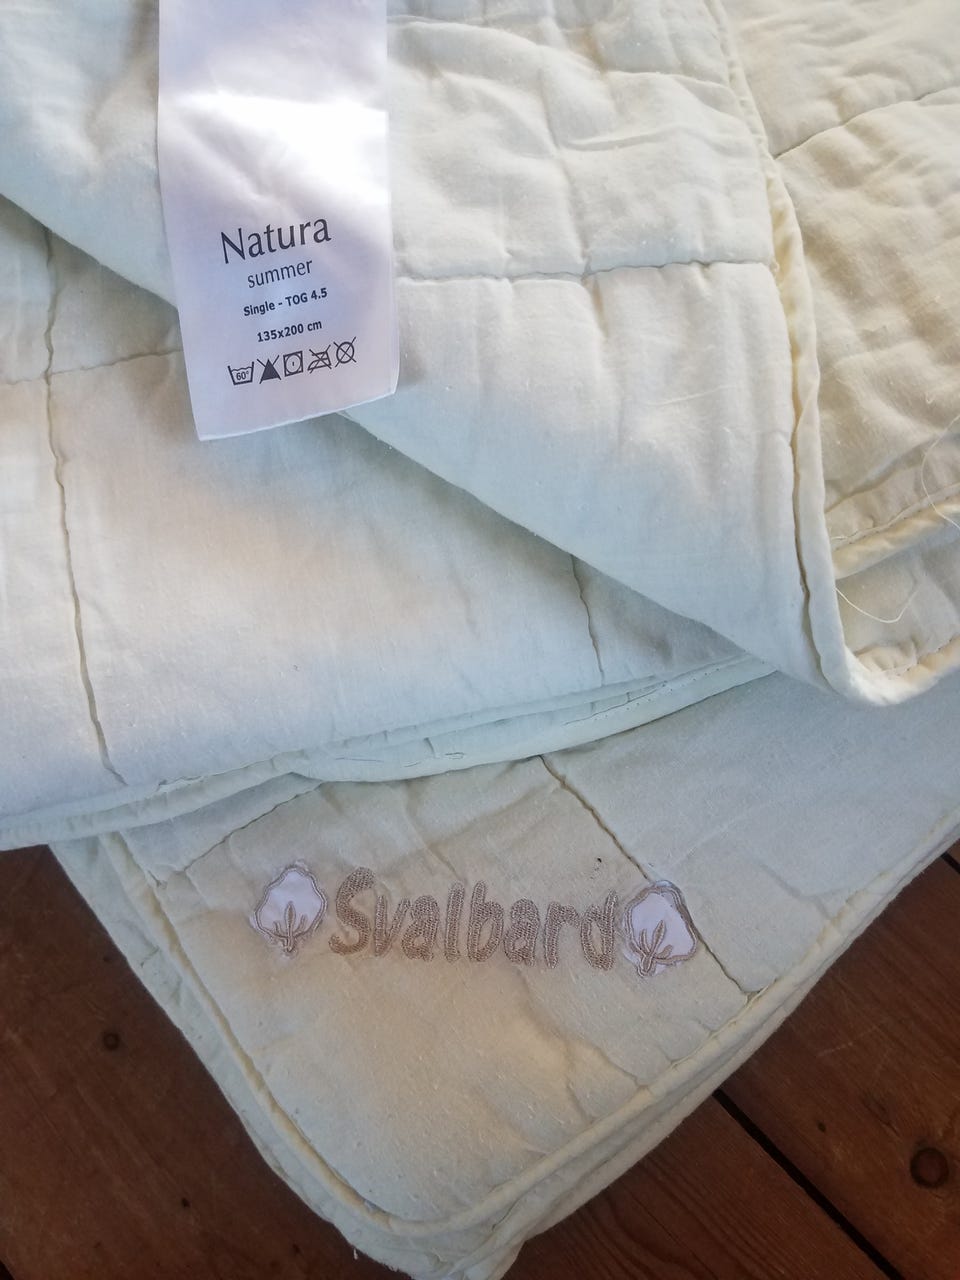 Natura
summer
Single - TOG 4.5
135x200 cm
60°
Svalbard